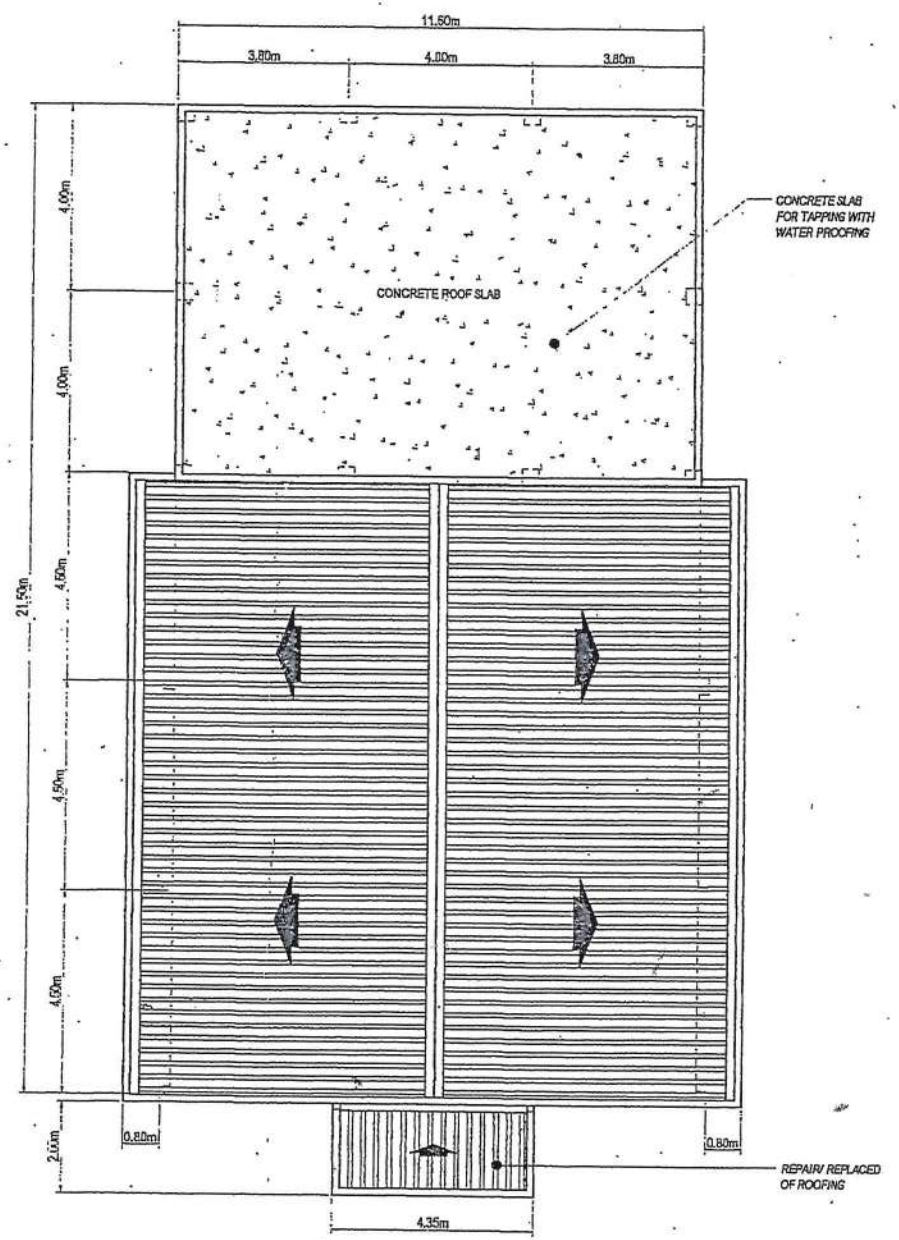 11.60m
3.80m
4.00m
3.80m
4.00m
CONCRETE SLAB
FOR TAPPING WITH
WATER PROOFING
CONCRETE ROOF SLAB
4.00m
4.50m
21.50m
4.50m
4.50m
0.80m
0.80m
2.00m
REPAIR/ REPLACED
OF ROOFING
4.35m